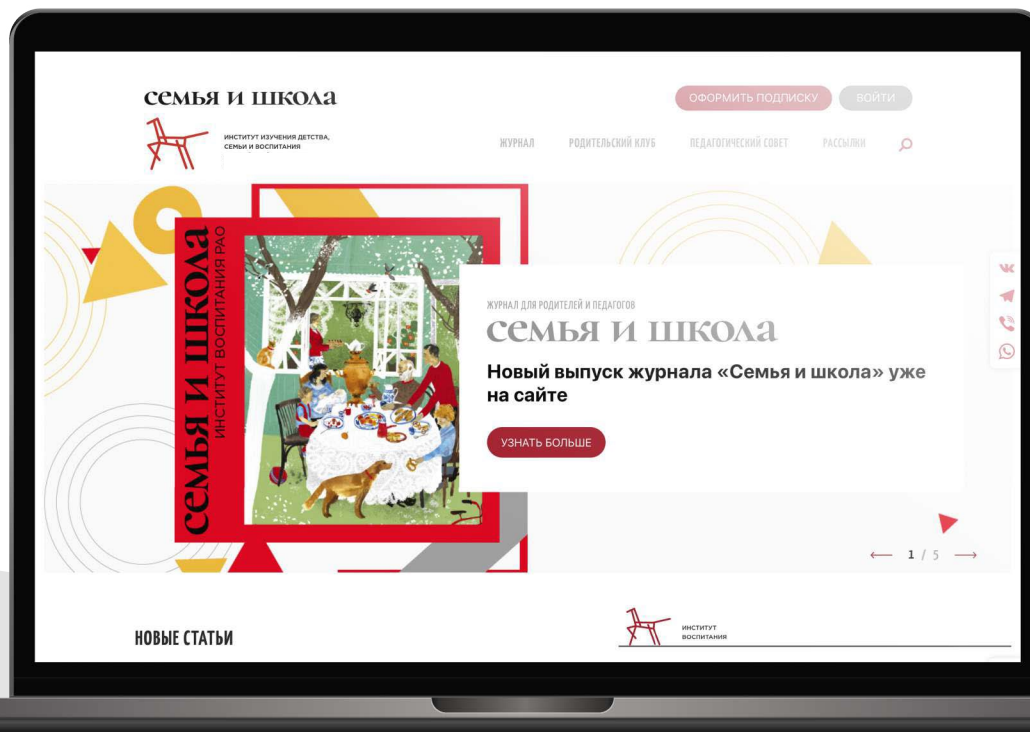 семья и школа
ОФОРМИТЬ ПОДПИСКУ
ВОЙТИ
ИНСТИТУТ ИЗУЧЕНИЯ ДЕТСТВА,
СЕМЬИ И ВОСПИТАНИЯ
ЖУРНАЛ
РОДИТЕЛЬСКИЙ КЛУБ
ПЕДАГОГИЧЕСКИЙ СОВЕТ
РАССЫЛКИ
семья и школа
ИНСТИТУТ ВОСПИТАНИЯ РАО
ЖУРНАЛ ДЛЯ РОДИТЕЛЕЙ И ПЕДАГОГОВ
семья и школа
Новый выпуск журнала «Семья и школа» уже
на сайте
УЗНАТЬ БОЛЬШЕ
1 / 5
НОВЫЕ СТАТЬИ
ИНСТИТУТ
ВОСПИТАНИЯ